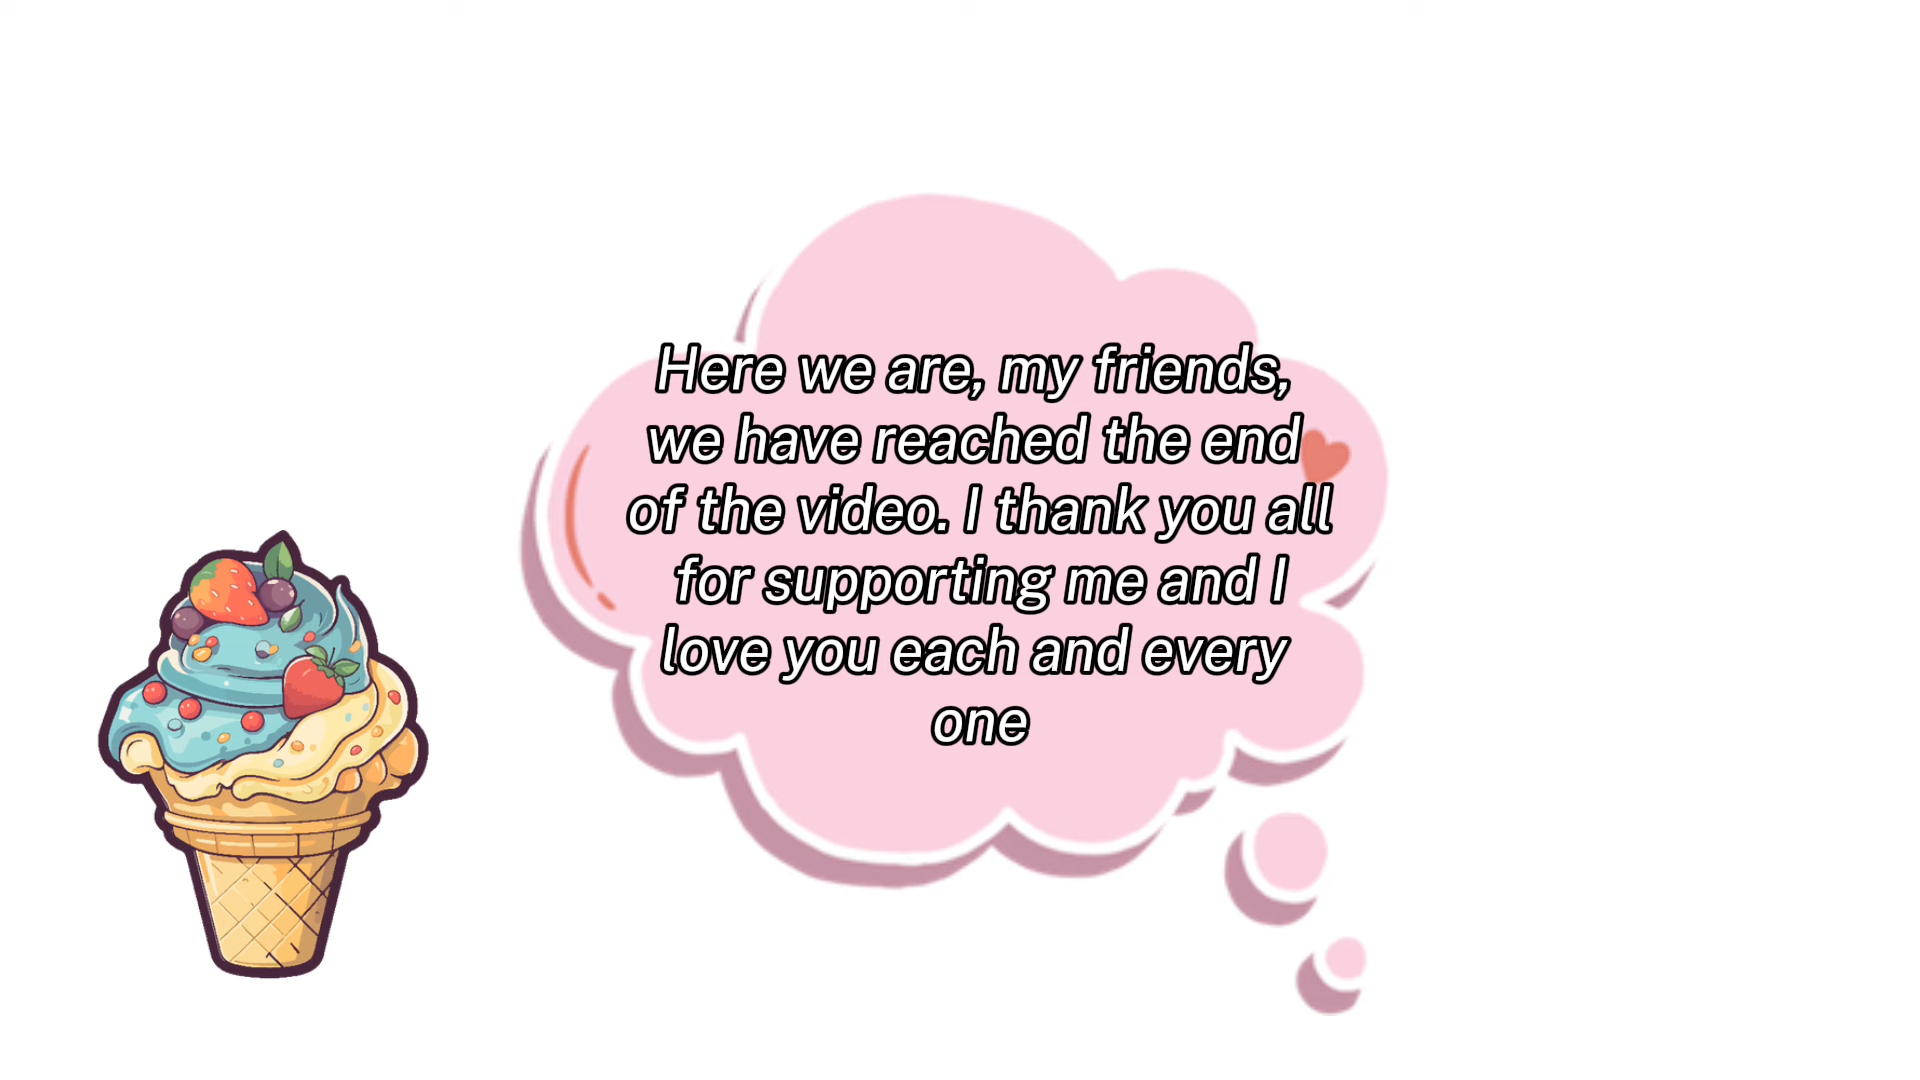 Here we are, my friends,
we have reached the end
of the video. I thank you all
for supporting me and I
love you each and every
one